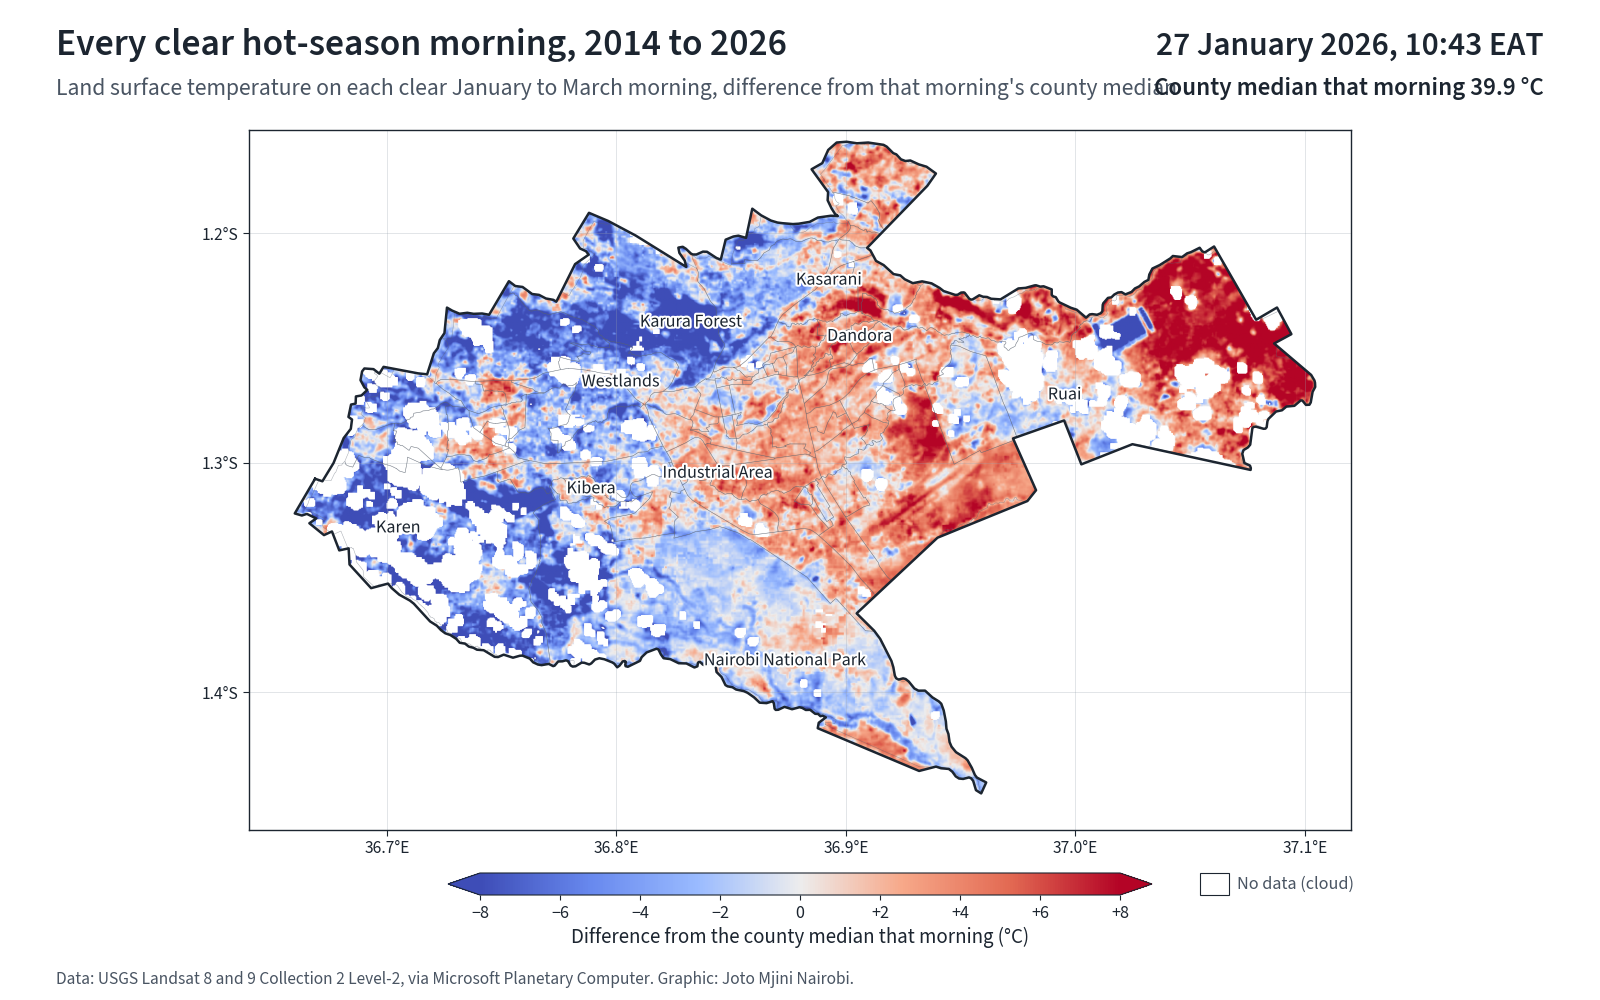 Every clear hot-season morning, 2014 to 2026
27 January 2026, 10:43 EAT
Land surface temperature on each clear January to March morning, difference from that morning's county median
County median that morning 39.9 °C
1.2°S
1.3°S
1.4°S
Kasarani
Karura Forest
Dandora
Westlands
Ruai
Industrial Area
Kibera
Karen
Nairobi National Park
36.7°E
36.8°E
36.9°E
37.0°E
37.1°E
−8
−6
−4
−2
0
+2
+4
+6
+8
No data (cloud)
Difference from the county median that morning (°C)
Data: USGS Landsat 8 and 9 Collection 2 Level-2, via Microsoft Planetary Computer. Graphic: Joto Mjini Nairobi.